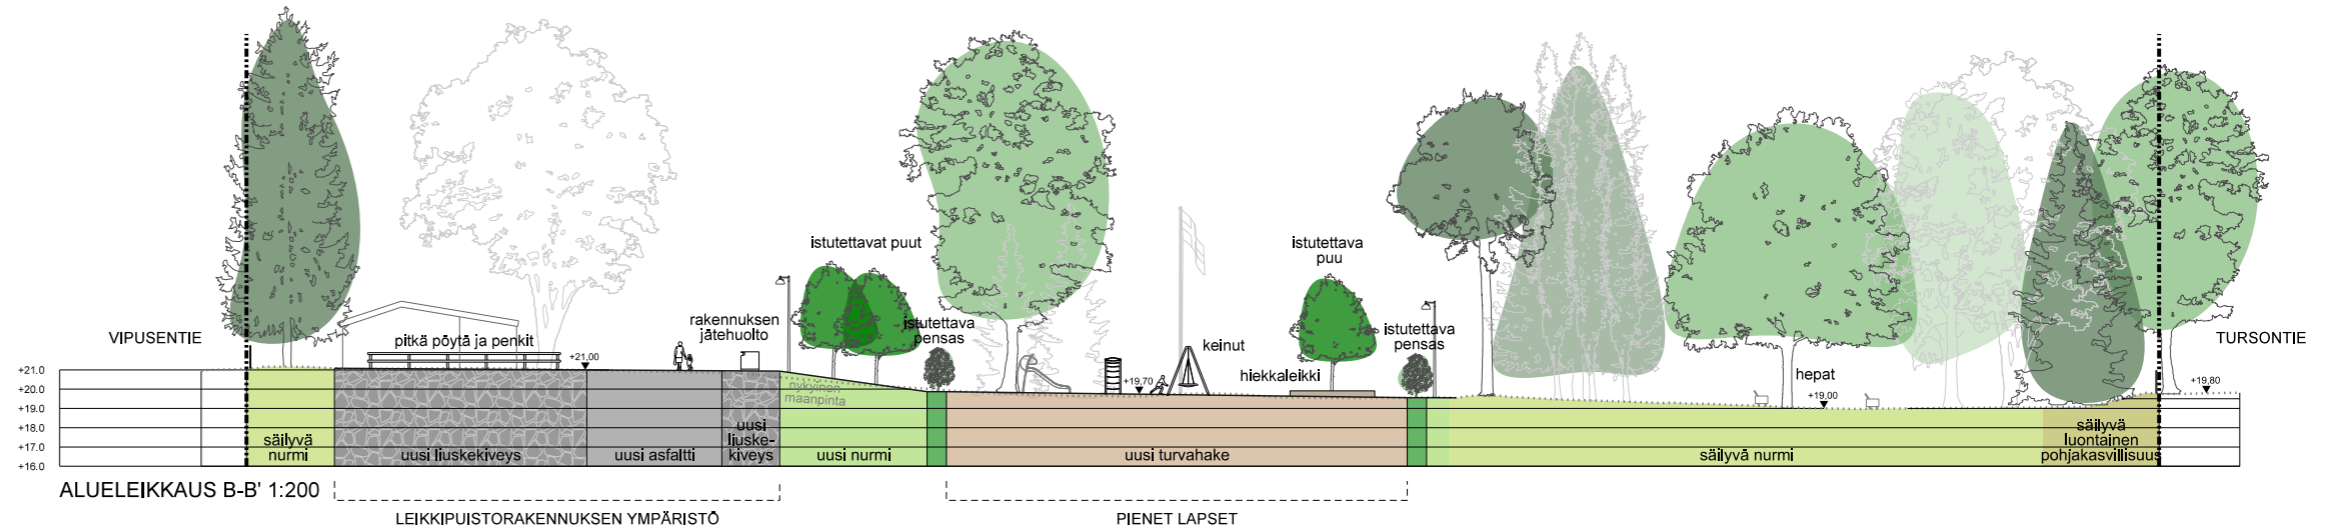 istutettavat puut
istutettava
puu
VIPUSENTIE
pitkä pöytä ja penkit
rakennuksen
jätehuolto
istutettava
pensas
keinut
istutettava
pensas
TURSONTIE
hiekkaleikki
hepat
+21,00
+19,70
+19,00
+19,80
nykyinen
maanpinta
+21.0
+20.0
+19.0
+18.0
+17.0
+16.0
säilyvä
nurmi
uusi liuskekiveys
uusi asfaltti
uusi
liuske-
kiveys
uusi nurmi
uusi turvahake
säilyvä nurmi
säilyvä
luontainen
pohjakasvillisuus
ALUELEIKKAUS B-B' 1:200
LEIKKIPUISTORAKENNUKSEN YMPÄRISTÖ
PIENET LAPSET